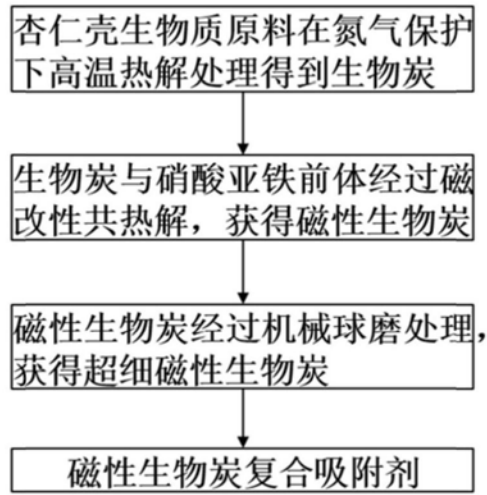 杏仁壳生物质原料在氮气保护
下高温热解处理得到生物炭
生物炭与硝酸亚铁前体经过磁
改性共热解，获得磁性生物炭
磁性生物炭经过机械球磨处理，
获得超细磁性生物炭
磁性生物炭复合吸附剂